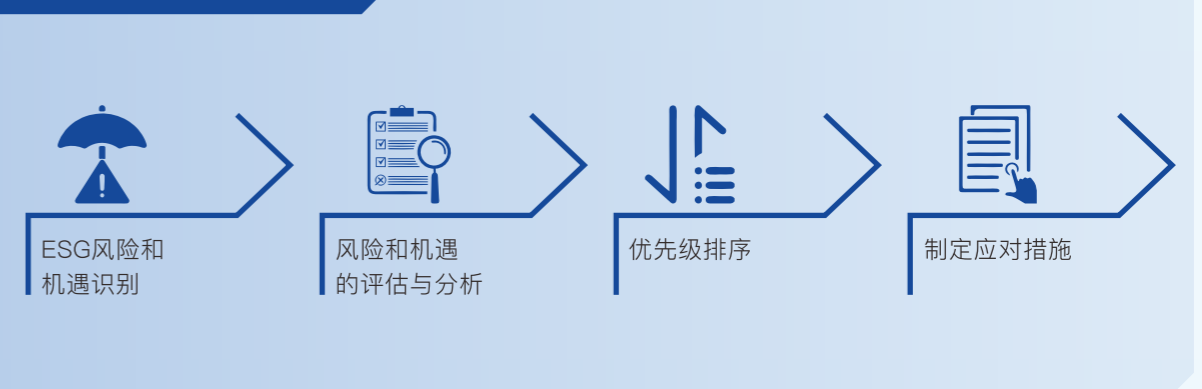 ESG风险和
机遇识别
风险和机遇
的评估与分析
优先级排序
制定应对措施